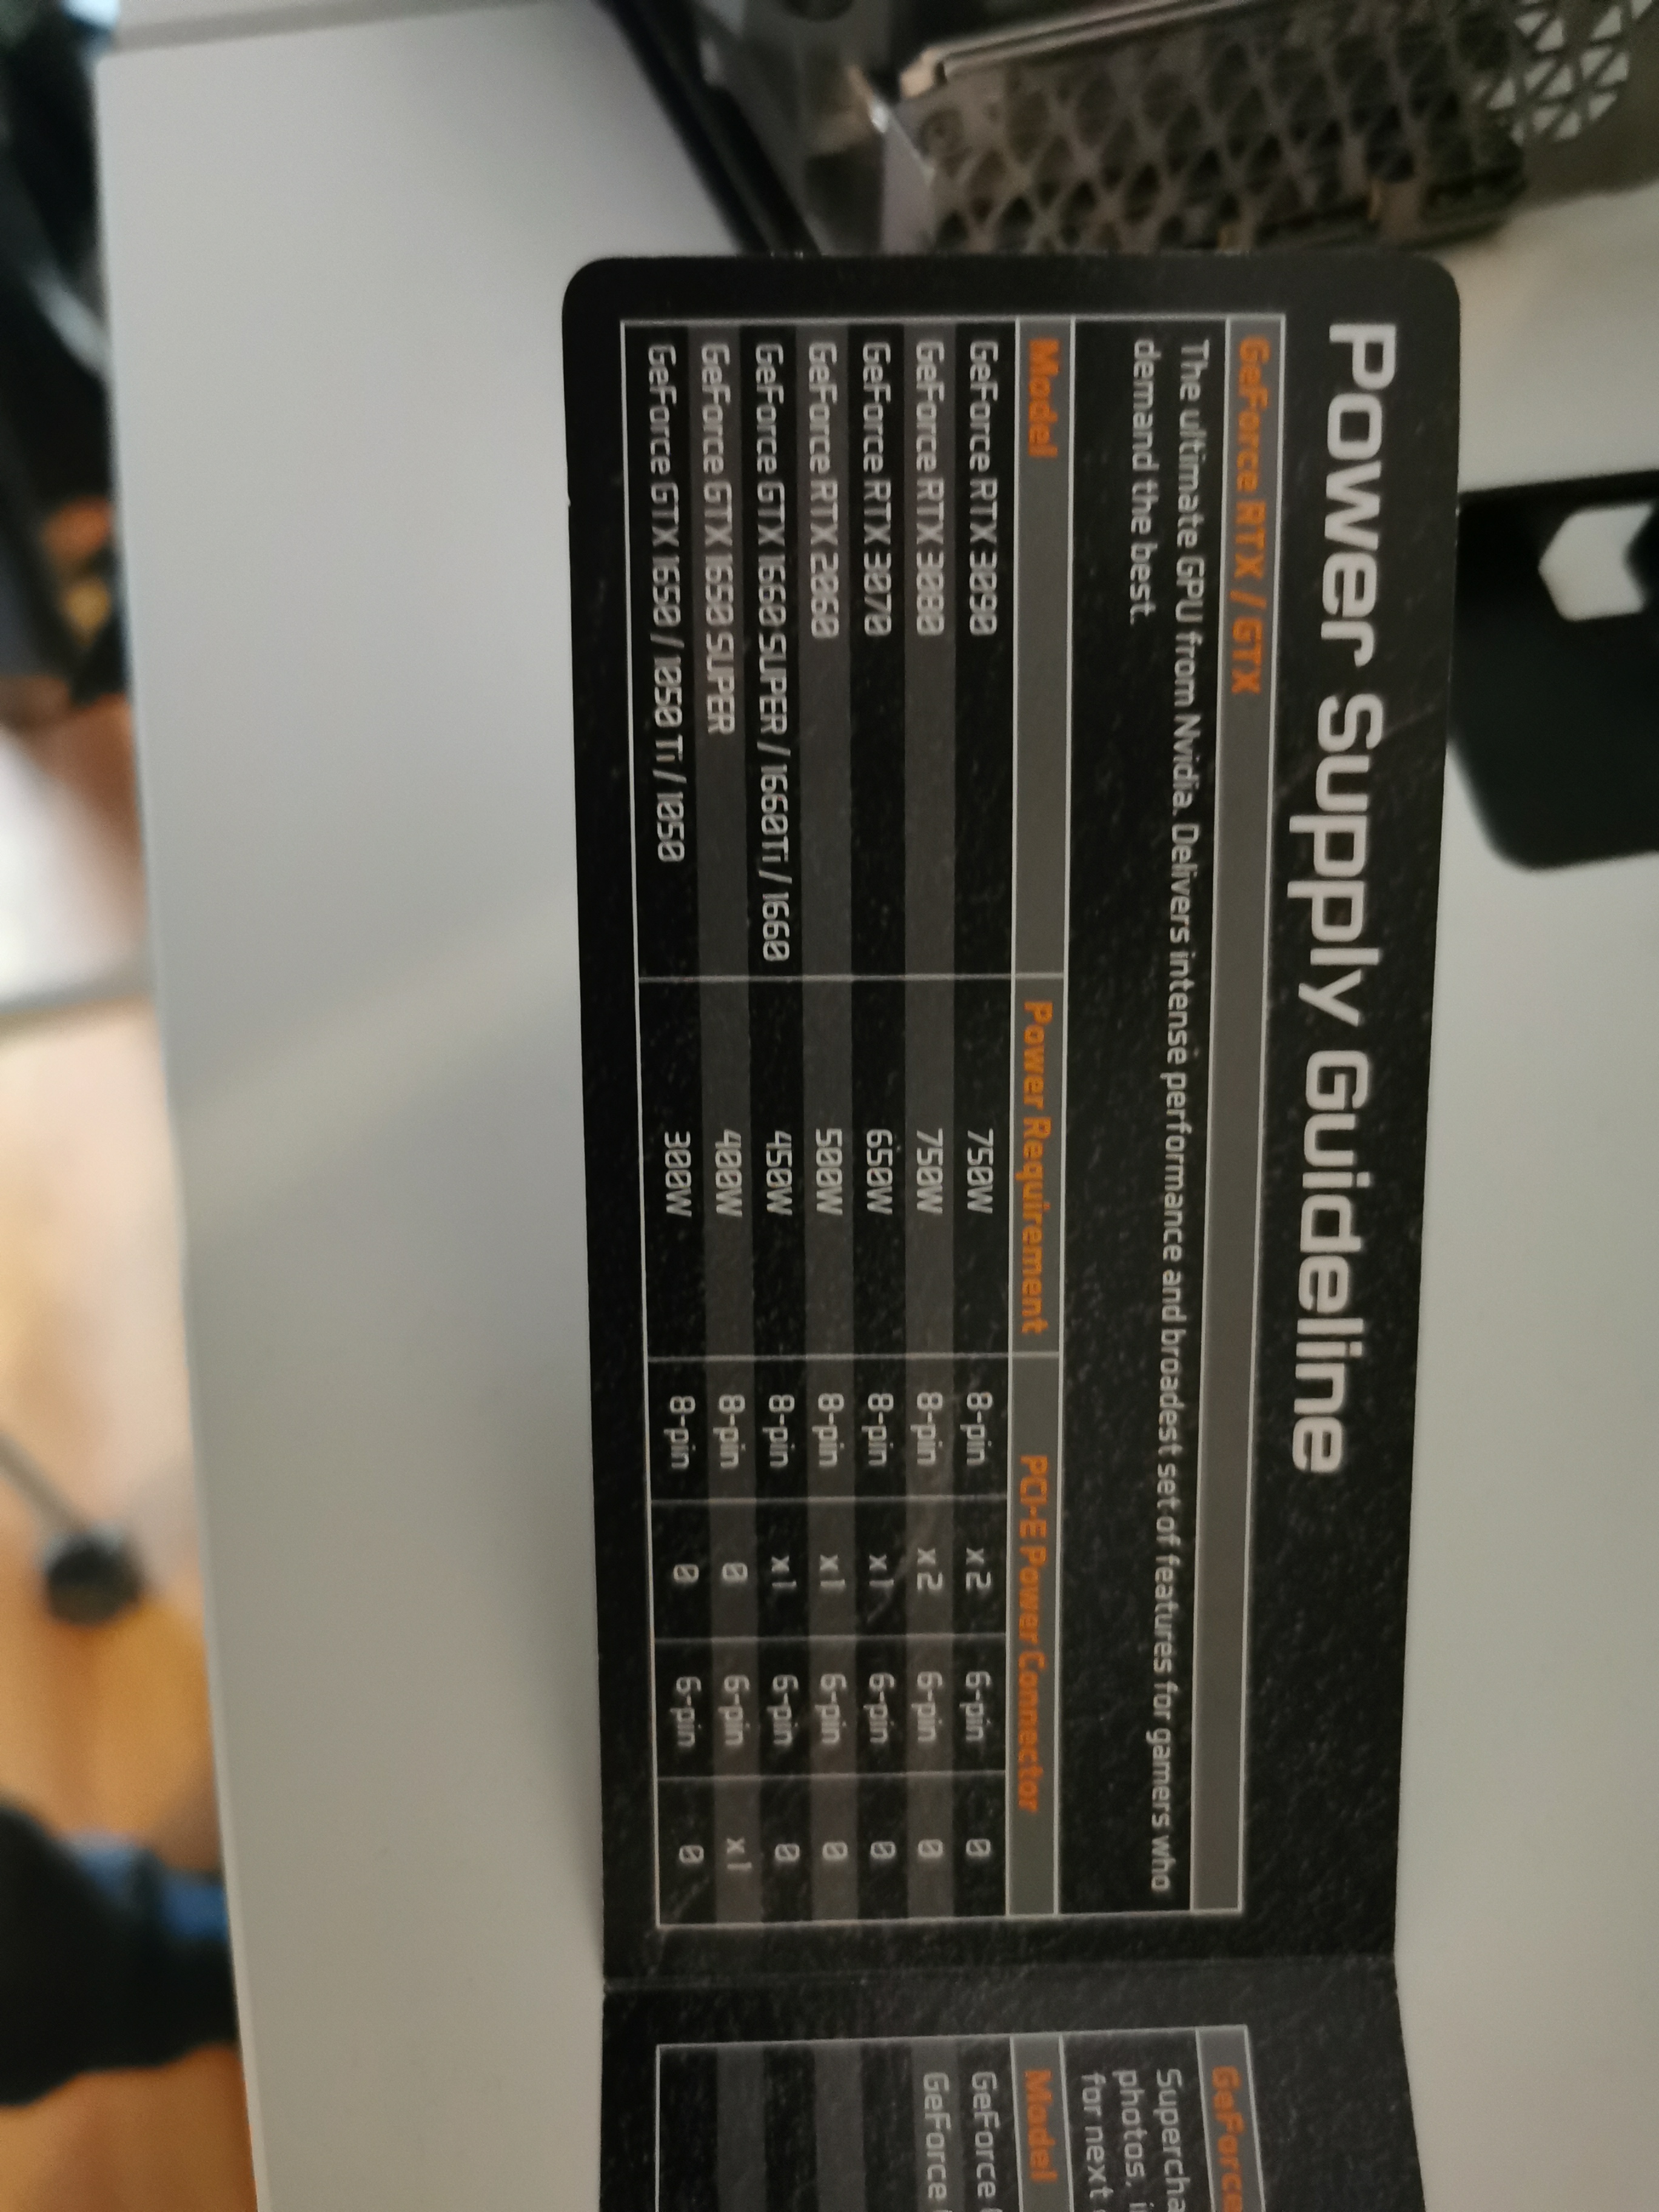 Power Supply Guideline
GeForce RTX / GTX
The ultimate GPU from Nvidia. Delivers intense performance and broadest set of features for gamers who
demand the best.
Model Power Requirement PCI-E Power Connector
GeForce RTX 3090 750W 8-pin x2 6-pin 0
GeForce RTX 3080 750W 8-pin x2 6-pin 0
GeForce RTX 3070 650W 8-pin x1 6-pin 0
GeForce RTX 2060 500W 8-pin x1 6-pin 0
GeForce GTX 1660 SUPER / 1660Ti / 1660 450W 8-pin x1 6-pin 0
GeForce GTX 1650 SUPER 400W 8-pin 0 6-pin x1
GeForce GTX 1650 / 1050 Ti / 1050 300W 8-pin 0 6-pin 0
GeForce
Supercha
photos, i
for next
Model
GeForce
GeForce